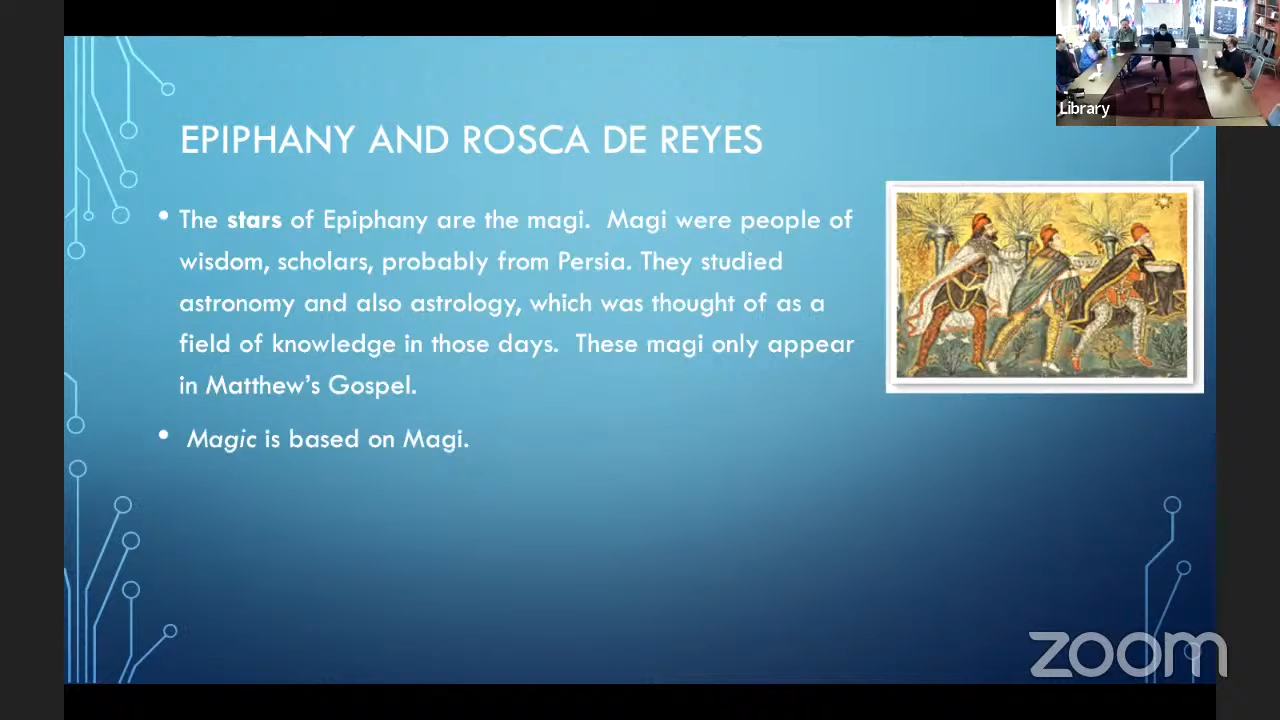 Library
EPIPHANY AND ROSCA DE REYES
• The stars of Epiphany are the magi.  Magi were people of
wisdom, scholars, probably from Persia. They studied
astronomy and also astrology, which was thought of as a
field of knowledge in those days.  These magi only appear
in Matthew’s Gospel.
• Magic is based on Magi.
zoom